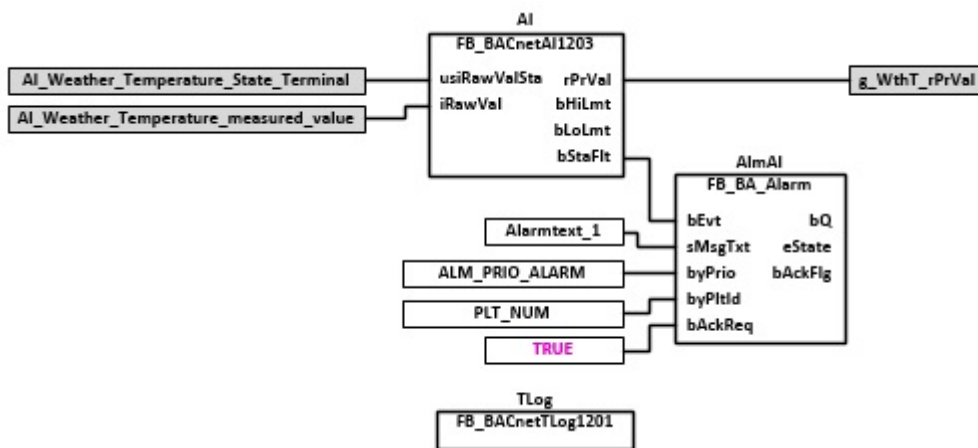 AI
FB_BACnetAI1203
AI_Weather_Temperature_State_Terminal
usiRawValSta
rPrVal
g_WthT_rPrVal
AI_Weather_Temperature_measured_value
iRawVal
bHiLmt
bLoLmt
bStaFlt
AlmAI
FB_BA_Alarm
bEvt
bQ
Alarmtext_1
sMsgTxt
eState
ALM_PRIO_ALARM
byPrio
bAckFlg
PLT_NUM
byPltId
TRUE
bAckReq
TLog
FB_BACnetTLog1201